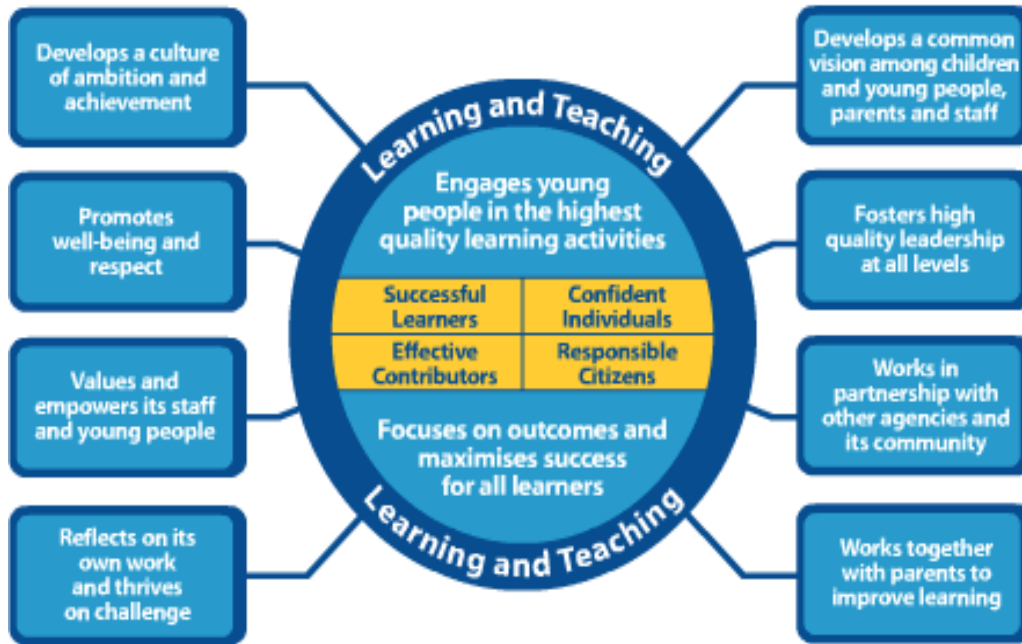 Develops a culture
of ambition and
achievement
Promotes
well-being and
respect
Values and
empowers its staff
and young people
Reflects on its
own work
and thrives
on challenge
Learning and Teaching
Engages young
people in the highest
quality learning activities
Successful
Learners
Confident
Individuals
Effective
Contributors
Responsible
Citizens
Focuses on outcomes and
maximises success
for all learners
Learning and Teaching
Develops a common
vision among children
and young people,
parents and staff
Fosters high
quality leadership
at all levels
Works in
partnership with
other agencies and
its community
Works together
with parents to
improve learning